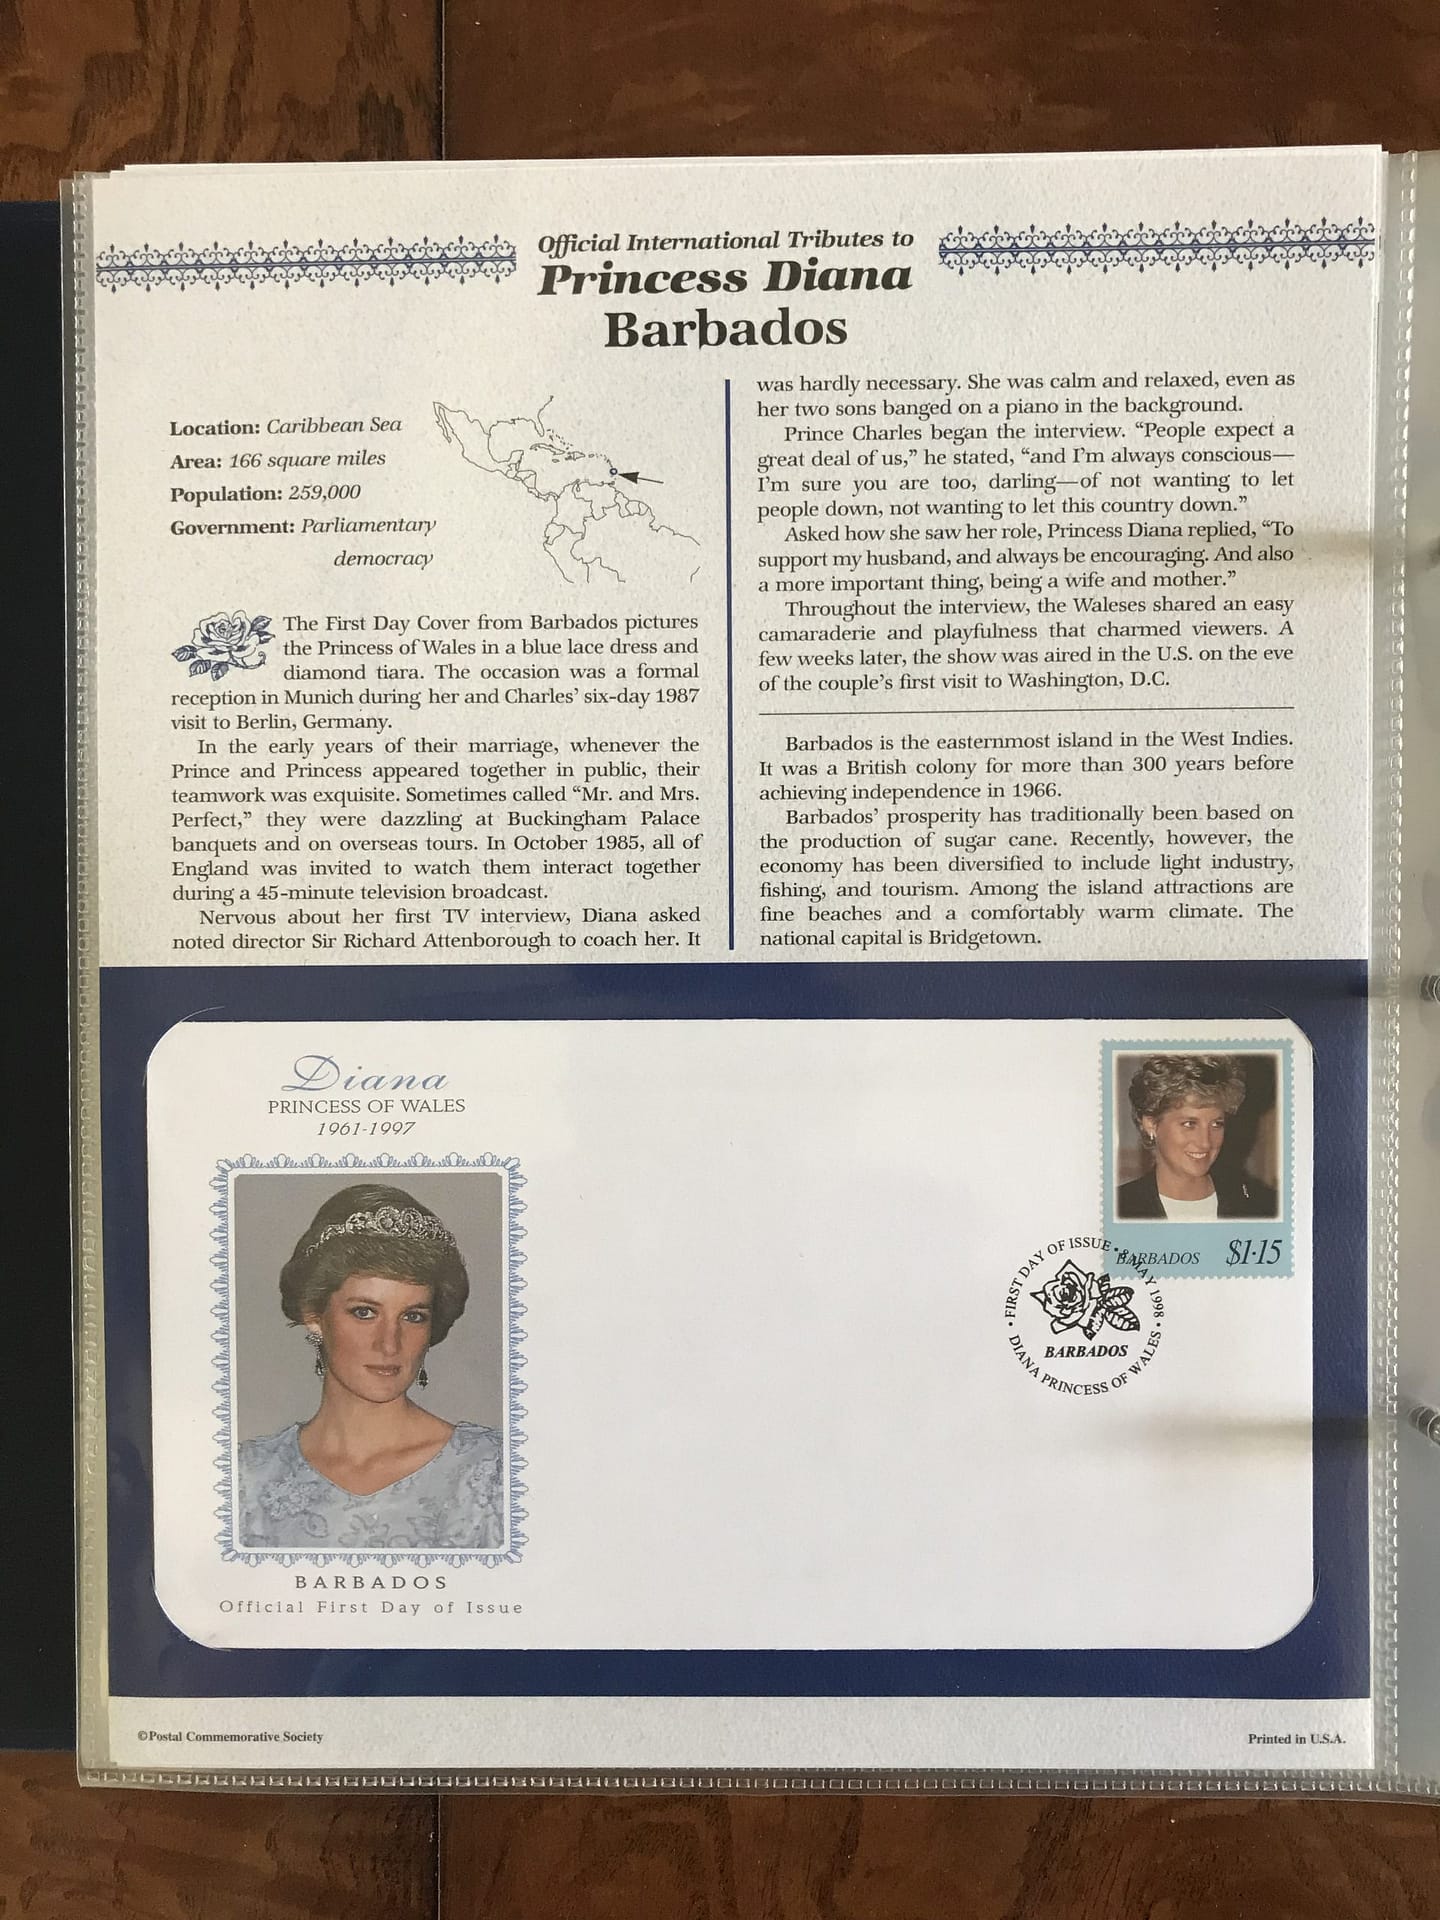 Official International Tributes to
Princess Diana
Barbados
Location: Caribbean Sea
Area: 166 square miles
Population: 259,000
Government: Parliamentary
democracy
The First Day Cover from Barbados pictures
the Princess of Wales in a blue lace dress and
diamond tiara. The occasion was a formal
reception in Munich during her and Charles' six-day 1987
visit to Berlin, Germany.
In the early years of their marriage, whenever the
Prince and Princess appeared together in public, their
teamwork was exquisite. Sometimes called “Mr. and Mrs.
Perfect,” they were dazzling at Buckingham Palace
banquets and on overseas tours. In October 1985, all of
England was invited to watch them interact together
during a 45-minute television broadcast.
Nervous about her first TV interview, Diana asked
noted director Sir Richard Attenborough to coach her. It
was hardly necessary. She was calm and relaxed, even as
her two sons banged on a piano in the background.
Prince Charles began the interview. “People expect a
great deal of us,” he stated, “and I'm always conscious—
I'm sure you are too, darling—of not wanting to let
people down, not wanting to let this country down.”
Asked how she saw her role, Princess Diana replied, “To
support my husband, and always be encouraging. And also
a more important thing, being a wife and mother.”
Throughout the interview, the Waleses shared an easy
camaraderie and playfulness that charmed viewers. A
few weeks later, the show was aired in the U.S. on the eve
of the couple's first visit to Washington, D.C.
Barbados is the easternmost island in the West Indies.
It was a British colony for more than 300 years before
achieving independence in 1966.
Barbados' prosperity has traditionally been based on
the production of sugar cane. Recently, however, the
economy has been diversified to include light industry,
fishing, and tourism. Among the island attractions are
fine beaches and a comfortably warm climate. The
national capital is Bridgetown.
Diana
PRINCESS OF WALES
1961-1997
BARBADOS
Official First Day of Issue
BARBADOS $1·15
• FIRST DAY OF ISSUE • 8 MAY 1998 •
BARBADOS
DIANA PRINCESS OF WALES
©Postal Commemorative Society
Printed in U.S.A.